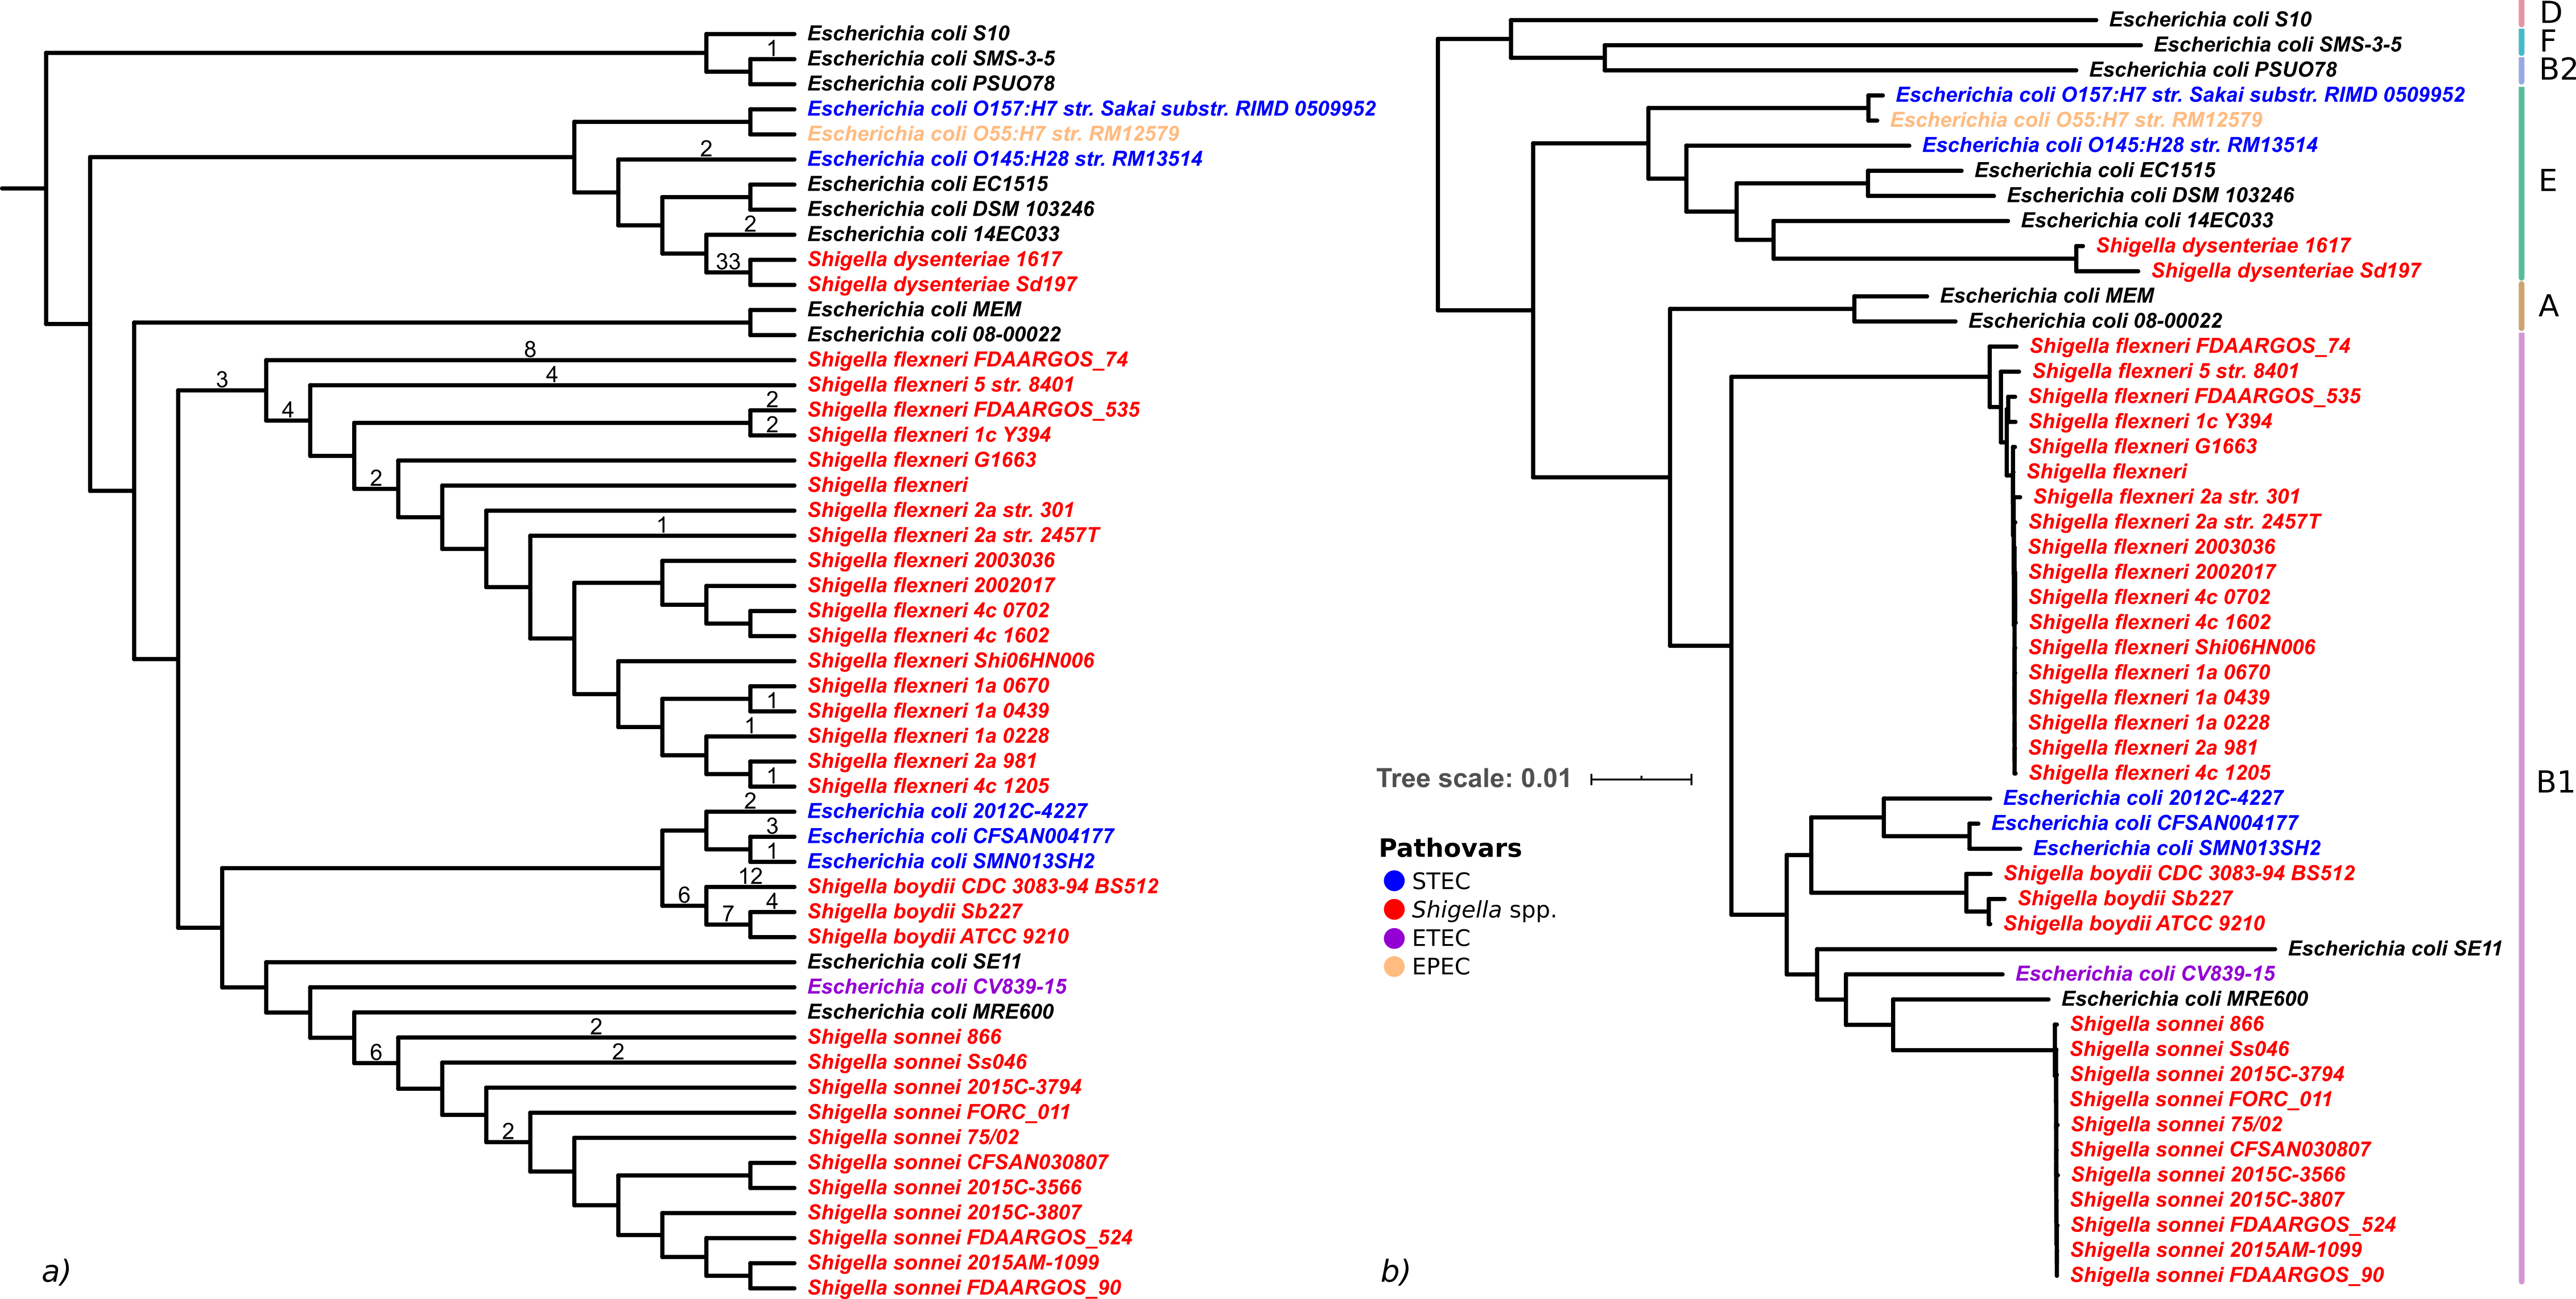 Escherichia coli S10
1
Escherichia coli SMS-3-5
Escherichia coli PSUO78
Escherichia coli O157:H7 str. Sakai substr. RIMD 0509952
Escherichia coli O55:H7 str. RM12579
2
Escherichia coli O145:H28 str. RM13514
Escherichia coli EC1515
Escherichia coli DSM 103246
2
Escherichia coli 14EC033
33
Shigella dysenteriae 1617
Shigella dysenteriae Sd197
Escherichia coli MEM
Escherichia coli 08-00022
8
Shigella flexneri FDAARGOS_74
3
4
Shigella flexneri 5 str. 8401
4
2
Shigella flexneri FDAARGOS_535
2
Shigella flexneri 1c Y394
Shigella flexneri G1663
2
Shigella flexneri
Shigella flexneri 2a str. 301
1
Shigella flexneri 2a str. 2457T
Shigella flexneri 2003036
Shigella flexneri 2002017
Shigella flexneri 4c 0702
Shigella flexneri 4c 1602
Shigella flexneri Shi06HN006
Shigella flexneri 1a 0670
1
Shigella flexneri 1a 0439
1
Shigella flexneri 1a 0228
Shigella flexneri 2a 981
1
Shigella flexneri 4c 1205
2
Escherichia coli 2012C-4227
3
Escherichia coli CFSAN004177
1
Escherichia coli SMN013SH2
12
Shigella boydii CDC 3083-94 BS512
6
4
Shigella boydii Sb227
7
Shigella boydii ATCC 9210
Escherichia coli SE11
Escherichia coli CV839-15
Escherichia coli MRE600
2
Shigella sonnei 866
6
2
Shigella sonnei Ss046
Shigella sonnei 2015C-3794
Shigella sonnei FORC_011
2
Shigella sonnei 75/02
Shigella sonnei CFSAN030807
Shigella sonnei 2015C-3566
Shigella sonnei 2015C-3807
Shigella sonnei FDAARGOS_524
Shigella sonnei 2015AM-1099
Shigella sonnei FDAARGOS_90
a)
Escherichia coli S10
Escherichia coli SMS-3-5
Escherichia coli PSUO78
Escherichia coli O157:H7 str. Sakai substr. RIMD 0509952
Escherichia coli O55:H7 str. RM12579
Escherichia coli O145:H28 str. RM13514
Escherichia coli EC1515
Escherichia coli DSM 103246
Escherichia coli 14EC033
Shigella dysenteriae 1617
Shigella dysenteriae Sd197
Escherichia coli MEM
Escherichia coli 08-00022
Shigella flexneri FDAARGOS_74
Shigella flexneri 5 str. 8401
Shigella flexneri FDAARGOS_535
Shigella flexneri 1c Y394
Shigella flexneri G1663
Shigella flexneri
Shigella flexneri 2a str. 301
Shigella flexneri 2a str. 2457T
Shigella flexneri 2003036
Shigella flexneri 2002017
Shigella flexneri 4c 0702
Shigella flexneri 4c 1602
Shigella flexneri Shi06HN006
Shigella flexneri 1a 0670
Shigella flexneri 1a 0439
Shigella flexneri 1a 0228
Shigella flexneri 2a 981
Shigella flexneri 4c 1205
Escherichia coli 2012C-4227
Escherichia coli CFSAN004177
Escherichia coli SMN013SH2
Shigella boydii CDC 3083-94 BS512
Shigella boydii Sb227
Shigella boydii ATCC 9210
Escherichia coli SE11
Escherichia coli CV839-15
Escherichia coli MRE600
Shigella sonnei 866
Shigella sonnei Ss046
Shigella sonnei 2015C-3794
Shigella sonnei FORC_011
Shigella sonnei 75/02
Shigella sonnei CFSAN030807
Shigella sonnei 2015C-3566
Shigella sonnei 2015C-3807
Shigella sonnei FDAARGOS_524
Shigella sonnei 2015AM-1099
Shigella sonnei FDAARGOS_90
Tree scale: 0.01
Pathovars
STEC
Shigella spp.
ETEC
EPEC
b)
D
F
B2
E
A
B1